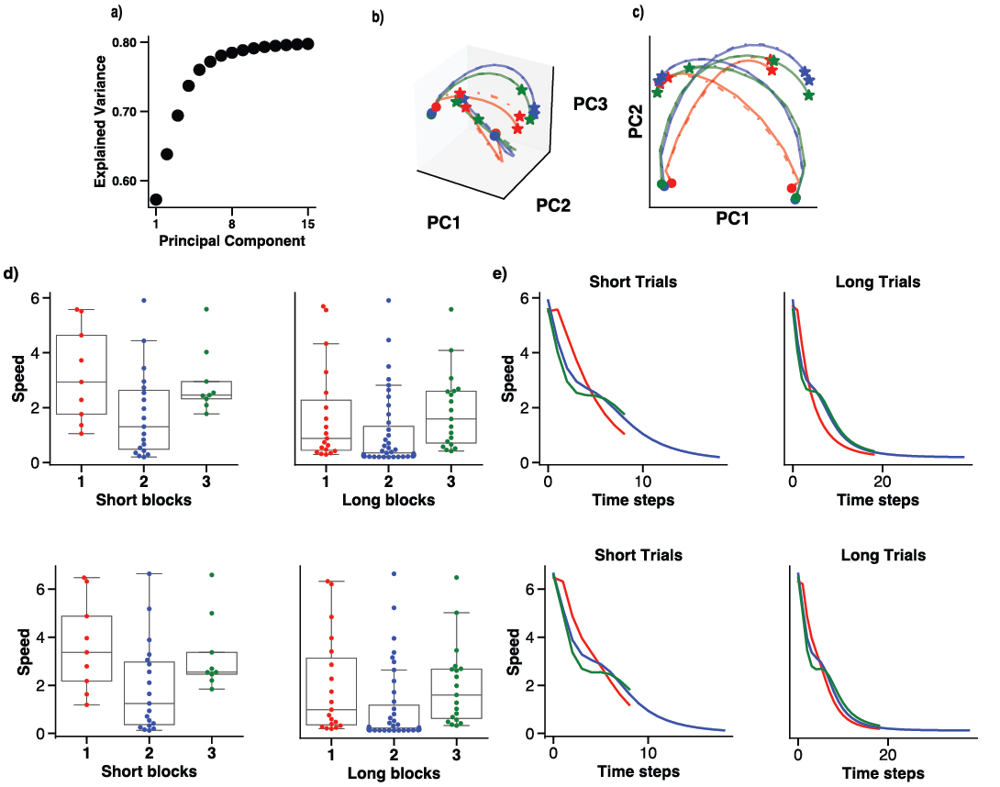 a)
0.80
0.70
0.60
Explained Variance
1 8 15
Principal Component
b)
PC3
PC2
PC1
c)
PC2
PC1
d)
6
4
2
0
Speed
1 2 3
Short blocks
1 2 3
Long blocks
e)
Short Trials
6
4
2
0
Speed
0 10
Time steps
Long Trials
0 20
Time steps
6
4
2
0
Speed
1 2 3
Short blocks
1 2 3
Long blocks
Short Trials
6
4
2
0
Speed
0 10
Time steps
Long Trials
0 20
Time steps